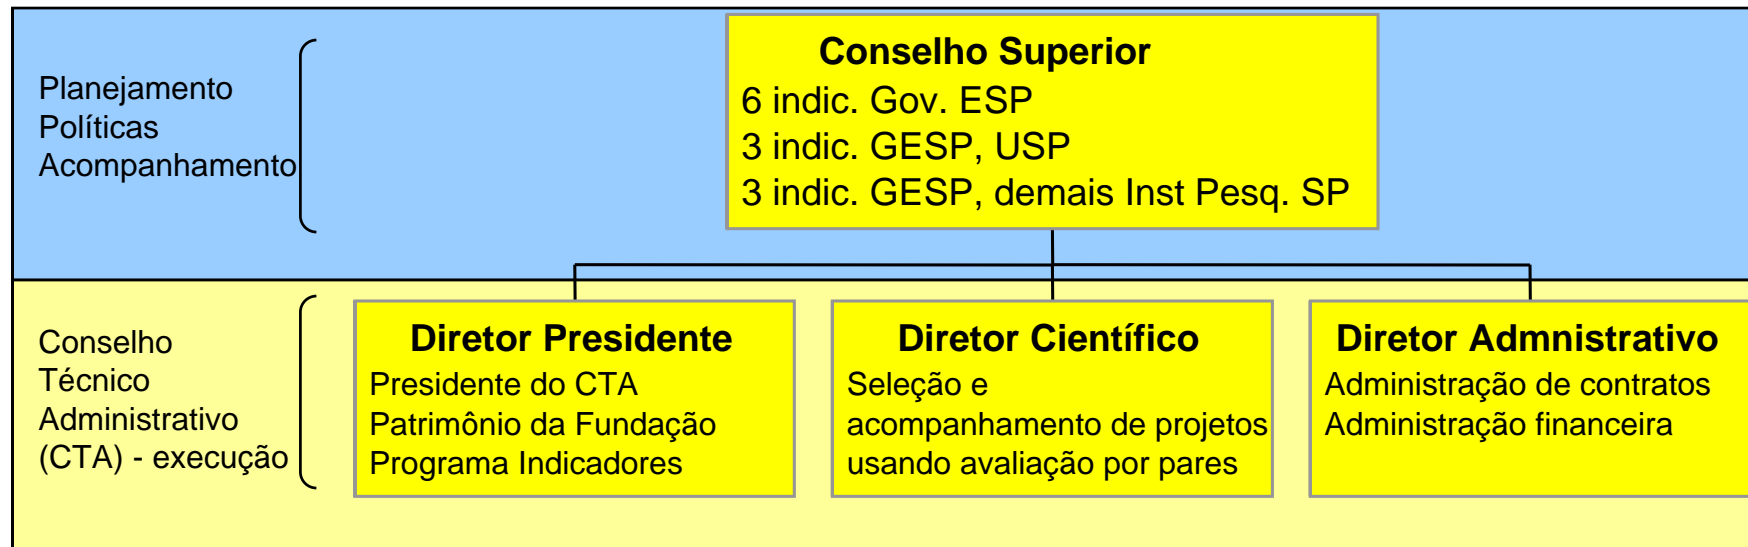 Planejamento
Políticas
Acompanhamento
Conselho Superior
6 indic. Gov. ESP
3 indic. GESP, USP
3 indic. GESP, demais Inst Pesq. SP
Conselho
Técnico
Administrativo
(CTA) - execução
Diretor Presidente
Presidente do CTA
Patrimônio da Fundação
Programa Indicadores
Diretor Científico
Seleção e
acompanhamento de projetos
usando avaliação por pares
Diretor Admnistrativo
Administração de contratos
Administração financeira